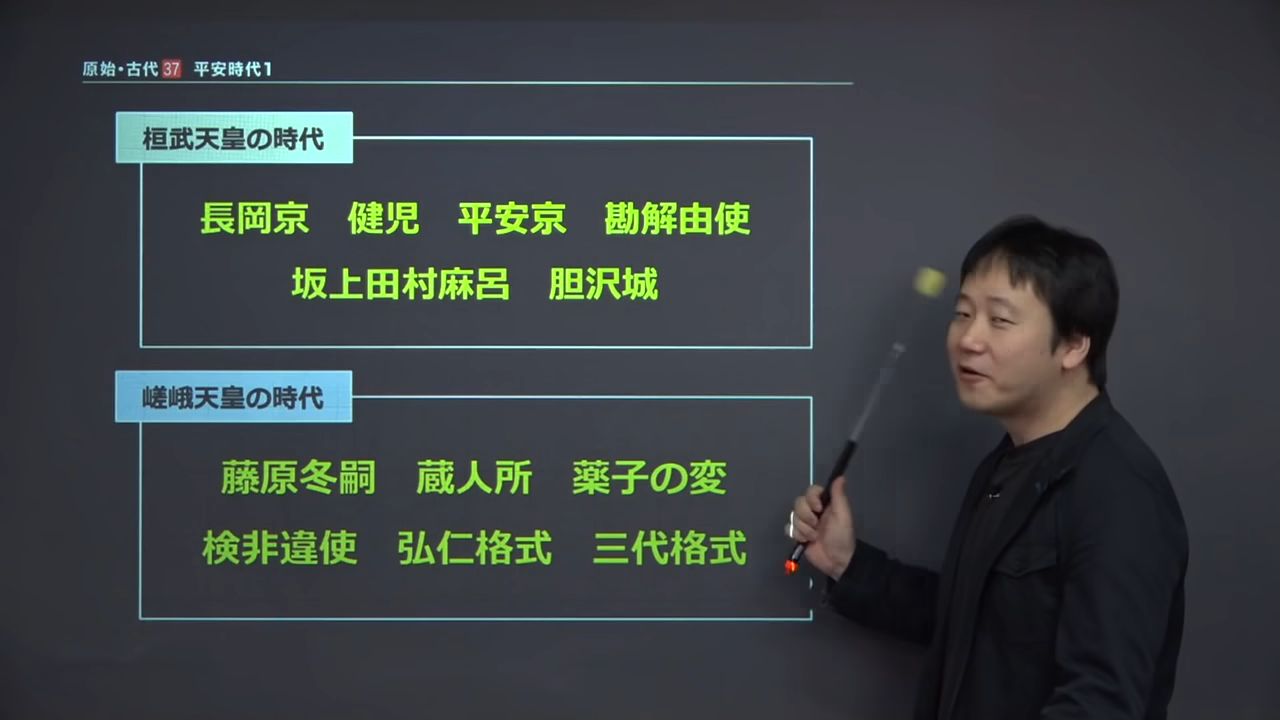 原始・古代 37 平安時代1
桓武天皇の時代
長岡京 健児 平安京 勘解由使
坂上田村麻呂 胆沢城
嵯峨天皇の時代
藤原冬嗣 蔵人所 薬子の変
検非違使 弘仁格式 三代格式